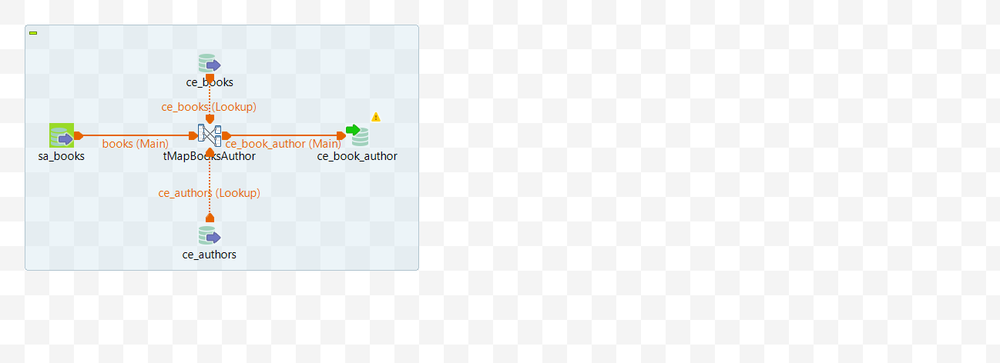 ce_books
ce_books (Lookup)
books (Main)
ce_book_author (Main)
sa_books
tMapBooksAuthor
ce_book_author
ce_authors (Lookup)
ce_authors